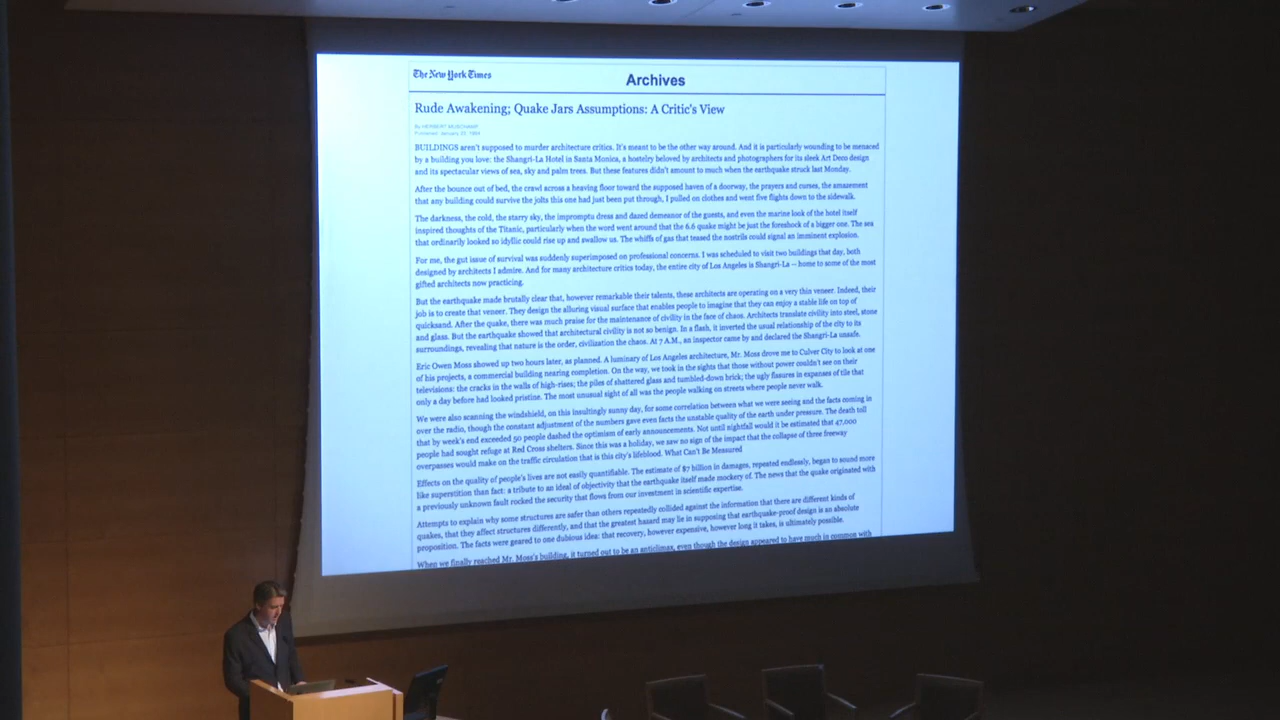 The New York Times
Archives
Rude Awakening; Quake Jars Assumptions: A Critic's View
By HERBERT MUSCHAMP
Published: January 23, 1994
BUILDINGS aren't supposed to murder architecture critics. It's meant to be the other way around. And it is particularly wounding to be menaced
by a building you love: the Shangri-La Hotel in Santa Monica, a hostelry beloved by architects and photographers for its sleek Art Deco design
and its spectacular views of sea, sky and palm trees. But these features didn't amount to much when the earthquake struck last Monday.
After the bounce out of bed, the crawl across a heaving floor toward the supposed haven of a doorway, the prayers and curses, the amazement
that any building could survive the jolts this one had just been put through, I pulled on clothes and went five flights down to the sidewalk.
The darkness, the cold, the starry sky, the impromptu dress and dazed demeanor of the guests, and even the marine look of the hotel itself
inspired thoughts of the Titanic, particularly when the word went around that the 6.6 quake might be just the foreshock of a bigger one. The sea
that ordinarily looked so idyllic could rise up and swallow us. The whiffs of gas that teased the nostrils could signal an imminent explosion.
For me, the gut issue of survival was suddenly superimposed on professional concerns. I was scheduled to visit two buildings that day, both
designed by architects I admire. And for many architecture critics today, the entire city of Los Angeles is Shangri-La -- home to some of the most
gifted architects now practicing.
But the earthquake made brutally clear that, however remarkable their talents, these architects are operating on a very thin veneer. Indeed, their
job is to create that veneer. They design the alluring visual surface that enables people to imagine that they can enjoy a stable life on top of
quicksand. After the quake, there was much praise for the maintenance of civility in the face of chaos. Architects translate civility into steel, stone
and glass. But the earthquake showed that architectural civility is not so benign. In a flash, it inverted the usual relationship of the city to its
surroundings, revealing that nature is the order, civilization the chaos. At 7 A.M., an inspector came by and declared the Shangri-La unsafe.
Eric Owen Moss showed up two hours later, as planned. A luminary of Los Angeles architecture, Mr. Moss drove me to Culver City to look at one
of his projects, a commercial building nearing completion. On the way, we took in the sights that those without power couldn't see on their
televisions: the cracks in the walls of high-rises; the piles of shattered glass and tumbled-down brick; the ugly fissures in expanses of tile that
only a day before had looked pristine. The most unusual sight of all was the people walking on streets where people never walk.
We were also scanning the windshield, on this insultingly sunny day, for some correlation between what we were seeing and the facts coming in
over the radio, though the constant adjustment of the numbers gave even facts the unstable quality of the earth under pressure. The death toll
that by week's end exceeded 50 people dashed the optimism of early announcements. Not until nightfall would it be estimated that 47,000
people had sought refuge at Red Cross shelters. Since this was a holiday, we saw no sign of the impact that the collapse of three freeway
overpasses would make on the traffic circulation that is this city's lifeblood. What Can't Be Measured
Effects on the quality of people's lives are not easily quantifiable. The estimate of $7 billion in damages, repeated endlessly, began to sound more
like superstition than fact: a tribute to an ideal of objectivity that the earthquake itself made mockery of. The news that the quake originated with
a previously unknown fault rocked the security that flows from our investment in scientific expertise.
Attempts to explain why some structures are safer than others repeatedly collided against the information that there are different kinds of
quakes, that they affect structures differently, and that the greatest hazard may lie in supposing that earthquake-proof design is an absolute
proposition. The facts were geared to one dubious idea: that recovery, however expensive, however long it takes, is ultimately possible.
When we finally reached Mr. Moss's building, it turned out to be an anticlimax, even though the design appeared to have much in common with